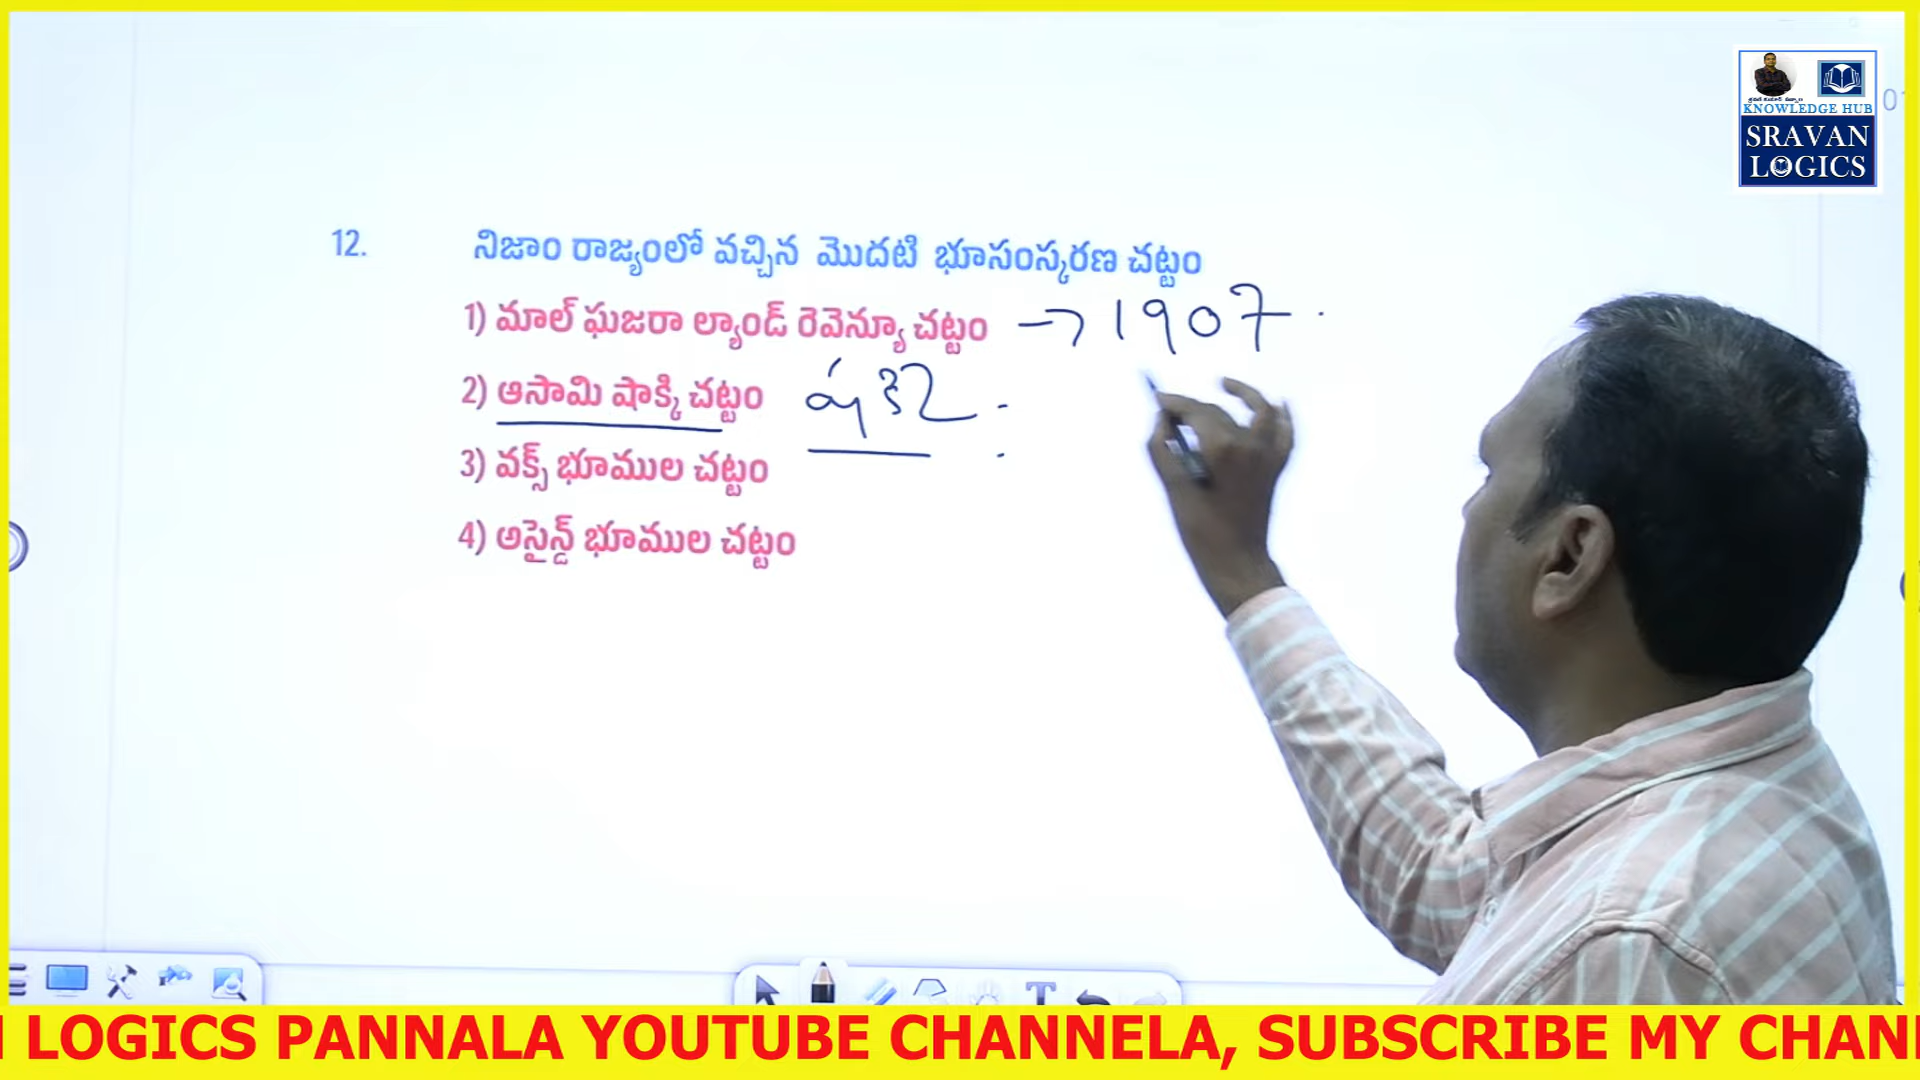 KNOWLEDGE HUB
SRAVAN
LOGICS
12. నిజాం రాజ్యంలో వచ్చిన మొదటి భూసంస్కరణ చట్టం
1) మాల్ ఘజరా ల్యాండ్ రెవెన్యూ చట్టం → 1907
2) ఆసామి షాక్కి చట్టం
3) వక్స్ భూముల చట్టం
4) అసైన్డ్ భూముల చట్టం
LOGICS PANNALA YOUTUBE CHANNELA, SUBSCRIBE MY CHAN